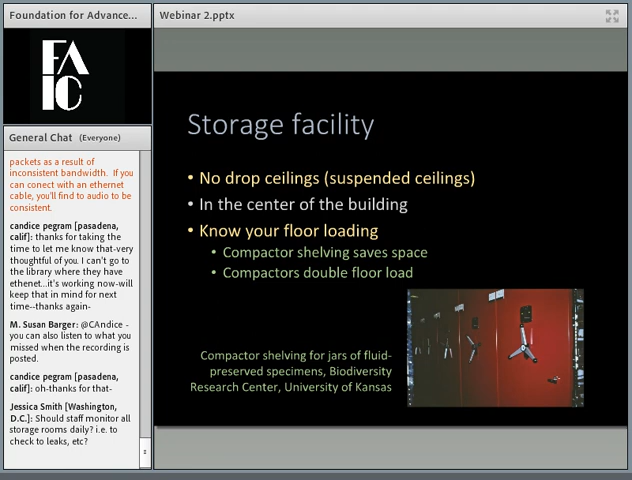 Foundation for Advance...
FA
IC
General Chat (Everyone)
packets as a result of
inconsistent bandwidth. If you
can conect with an ethernet
cable, you'll find to audio to be
consistent.
candice pegram [pasadena,
calif]: thanks for taking the
time to let me know that-very
thoughtful of you. I can't go to
the library where they have
ethenet...it's working now-will
keep that in mind for next
time--thanks again-
M. Susan Barger: @CAndice -
you can also listen to what you
missed when the recording is
posted.
candice pegram [pasadena,
calif]: oh-thanks for that-
Jessica Smith [Washington,
D.C.]: Should staff monitor all
storage rooms daily? i.e. to
check to leaks, etc?
Webinar 2.pptx
Storage facility
• No drop ceilings (suspended ceilings)
• In the center of the building
• Know your floor loading
• Compactor shelving saves space
• Compactors double floor load
Compactor shelving for jars of fluid-
preserved specimens, Biodiversity
Research Center, University of Kansas